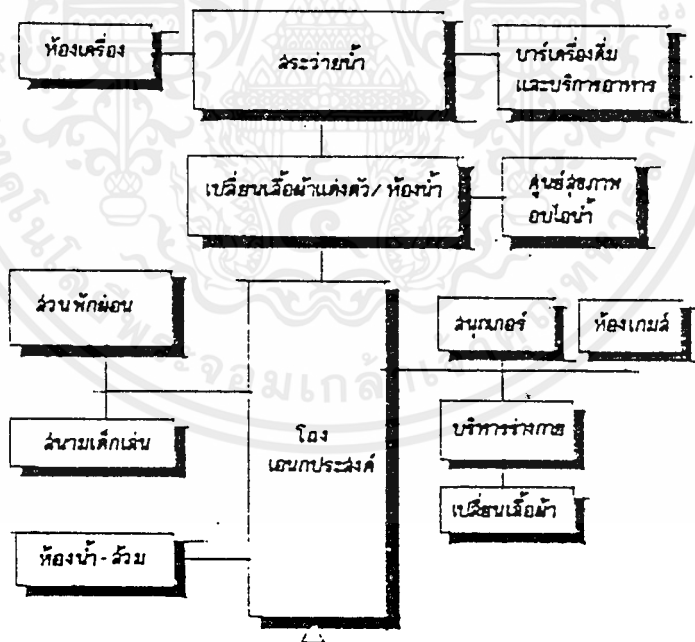 ห้องเครื่อง
สระว่ายน้ำ
บาร์เครื่องดื่ม
และบริการอาหาร
เปลี่ยนเสื้อผ้าแต่งตัว/ห้องน้ำ
ศูนย์สุขภาพ
อบไอน้ำ
ส่วนพักผ่อน
สนุกเกอร์
ห้องเกมส์
สนามเด็กเล่น
โถง
เอนกประสงค์
บริหารร่างกาย
เปลี่ยนเสื้อผ้า
ห้องน้ำ - ส้วม